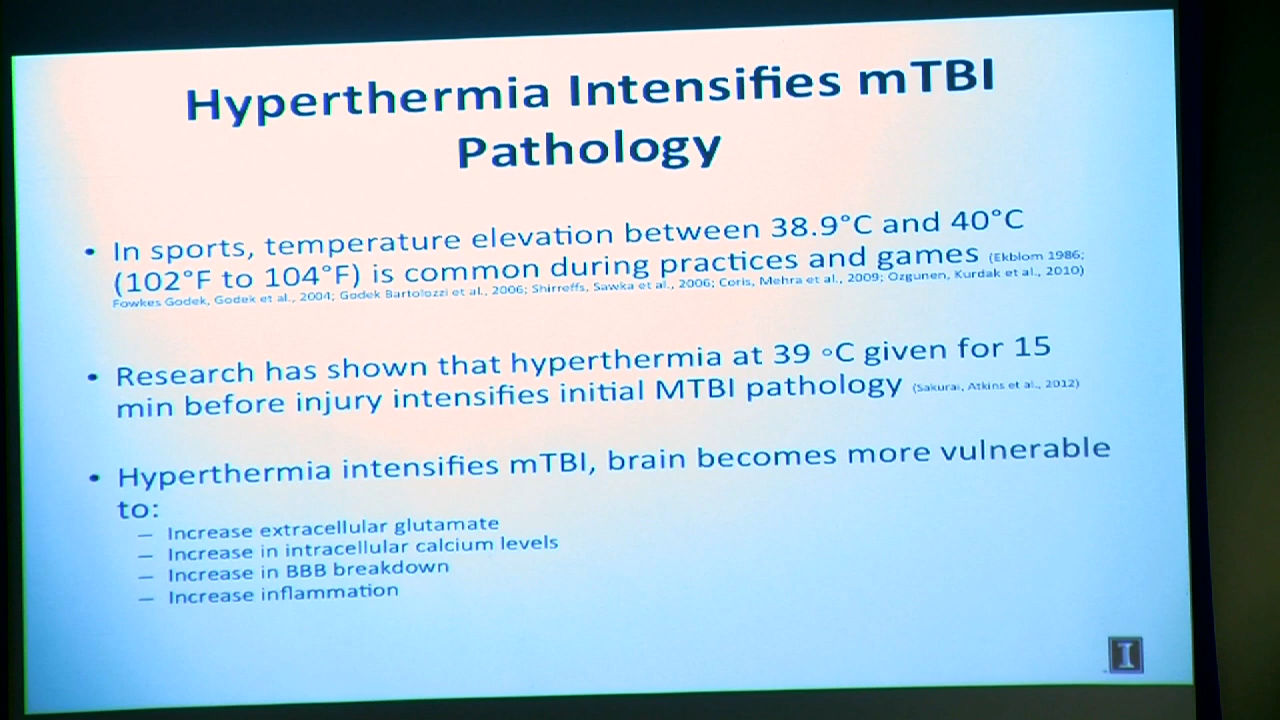 Hyperthermia Intensifies mTBI
Pathology
• In sports, temperature elevation between 38.9°C and 40°C
(102°F to 104°F) is common during practices and games (Ekblom 1986;
Fowkes Godek, Godek et al., 2004; Godek Bartolozzi et al., 2006; Shirreffs, Sawka et al., 2006; Coris, Mehra et al., 2009; Ozgunen, Kurdak et al., 2010)
• Research has shown that hyperthermia at 39 °C given for 15
min before injury intensifies initial MTBI pathology (Sakurai, Atkins et al., 2012)
• Hyperthermia intensifies mTBI, brain becomes more vulnerable
to:
– Increase extracellular glutamate
– Increase in intracellular calcium levels
– Increase in BBB breakdown
– Increase inflammation
I